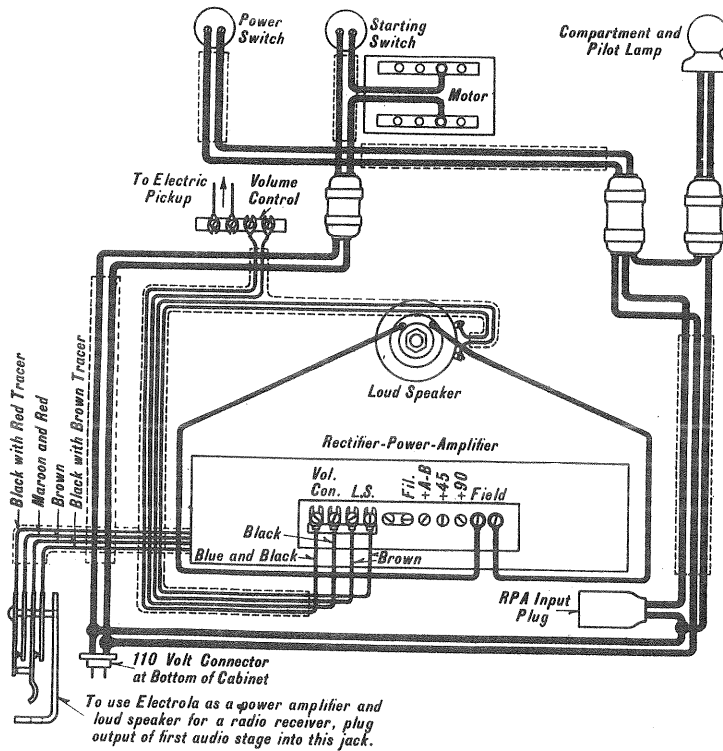 Power
Switch
Starting
Switch
Compartment and
Pilot Lamp
Motor
To Electric
Pickup
Volume
Control
Loud Speaker
Black with Red Tracer
Maroon and Red
Brown
Black with Brown Tracer
Rectifier-Power-Amplifier
Vol.
Con.
L.S.
Fil.
+A-B
+45
+90
Field
Black
Blue and Black
Brown
RPA Input
Plug
110 Volt Connector
at Bottom of Cabinet
To use Electrola as a power amplifier and
loud speaker for a radio receiver, plug
output of first audio stage into this jack.